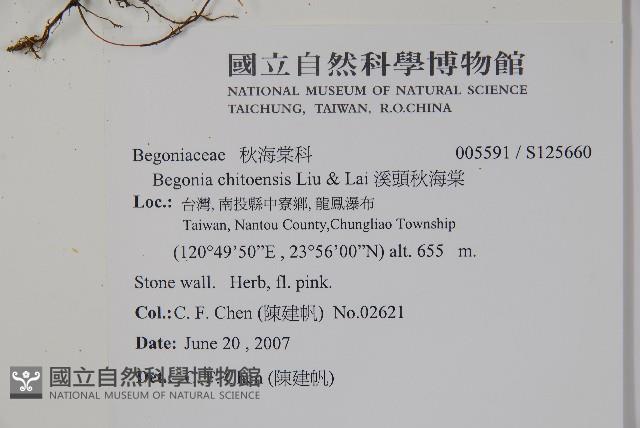 國立自然科學博物館
NATIONAL MUSEUM OF NATURAL SCIENCE
TAICHUNG, TAIWAN, R.O.CHINA
Begoniaceae 秋海棠科 005591 / S125660
Begonia chitoensis Liu & Lai 溪頭秋海棠
Loc.: 台灣, 南投縣中寮鄉, 龍鳳瀑布
Taiwan, Nantou County,Chungliao Township
(120°49'50”E , 23°56'00”N) alt. 655 m.
Stone wall. Herb, fl. pink.
Col.: C. F. Chen (陳建帆) No.02621
Date: June 20 , 2007
(陳建帆)
國立自然科學博物館
NATIONAL MUSEUM OF NATURAL SCIENCE